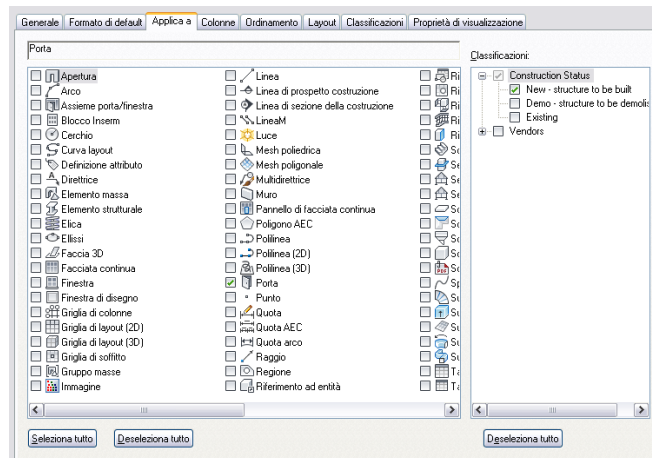 Generale Formato di default Applica a Colonne Ordinamento Layout Classificazioni Proprietà di visualizzazione
Porta
Apertura
Arco
Assieme porta/finestra
Blocco Inserm
Cerchio
Curva layout
Definizione attributo
Direttrice
Elemento massa
Elemento strutturale
Elica
Ellissi
Faccia 3D
Facciata continua
Finestra
Finestra di disegno
Griglia di colonne
Griglia di layout (2D)
Griglia di layout (3D)
Griglia di soffitto
Gruppo masse
Immagine
Linea
Linea di prospetto costruzione
Linea di sezione della costruzione
LineaM
Luce
Mesh poliedrica
Mesh poligonale
Multidirettrice
Muro
Pannello di facciata continua
Poligono AEC
Polilinea
Polilinea (2D)
Polilinea (3D)
Porta
Punto
Quota
Quota AEC
Quota arco
Raggio
Regione
Riferimento ad entità
Seleziona tutto Deseleziona tutto
Classificazioni:
Construction Status
New - structure to be built
Demo - structure to be demolis
Existing
Vendors
Deseleziona tutto